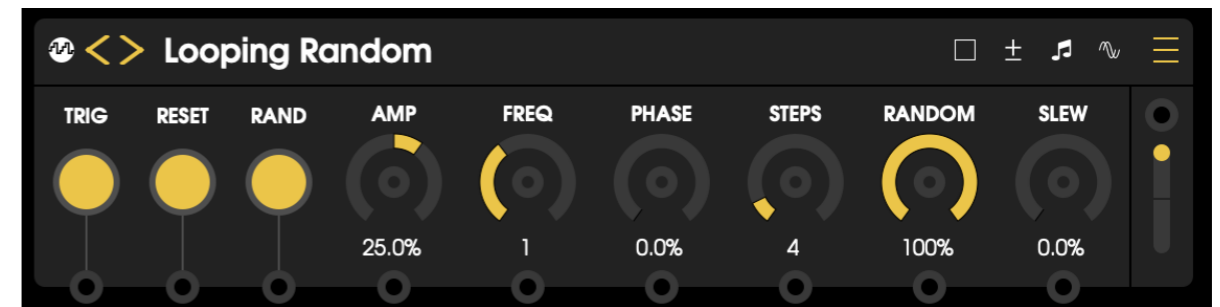 Looping Random
TRIG RESET RAND AMP FREQ PHASE STEPS RANDOM SLEW
25.0% 1 0.0% 4 100% 0.0%